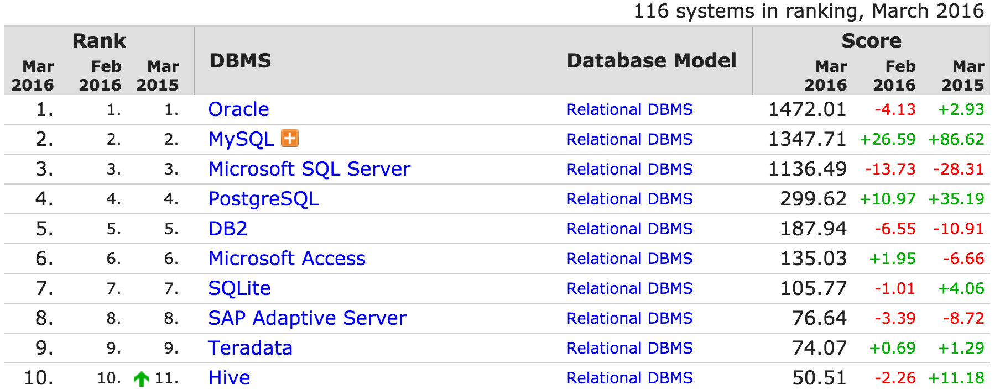 116 systems in ranking, March 2016
Rank DBMS Database Model Score
Mar 2016 Feb 2016 Mar 2015 Mar 2016 Feb 2016 Mar 2015
1. 1. 1. Oracle Relational DBMS 1472.01 -4.13 +2.93
2. 2. 2. MySQL Relational DBMS 1347.71 +26.59 +86.62
3. 3. 3. Microsoft SQL Server Relational DBMS 1136.49 -13.73 -28.31
4. 4. 4. PostgreSQL Relational DBMS 299.62 +10.97 +35.19
5. 5. 5. DB2 Relational DBMS 187.94 -6.55 -10.91
6. 6. 6. Microsoft Access Relational DBMS 135.03 +1.95 -6.66
7. 7. 7. SQLite Relational DBMS 105.77 -1.01 +4.06
8. 8. 8. SAP Adaptive Server Relational DBMS 76.64 -3.39 -8.72
9. 9. 9. Teradata Relational DBMS 74.07 +0.69 +1.29
10. 10. 11. Hive Relational DBMS 50.51 -2.26 +11.18